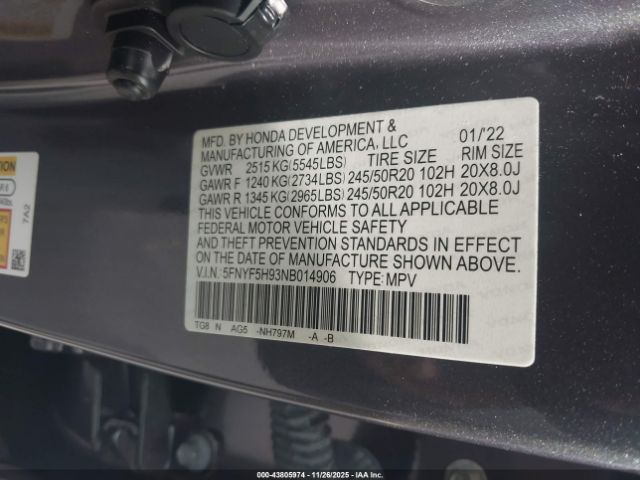 MFD. BY HONDA DEVELOPMENT &
MANUFACTURING OF AMERICA, LLC 01/'22
GVWR 2515 KG(5545LBS) TIRE SIZE RIM SIZE
GAWR F 1240 KG(2734LBS) 245/50R20 102H 20X8.0J
GAWR R 1345 KG(2965LBS) 245/50R20 102H 20X8.0J
THIS VEHICLE CONFORMS TO ALL APPLICABLE
FEDERAL MOTOR VEHICLE SAFETY
AND THEFT PREVENTION STANDARDS IN EFFECT
ON THE DATE OF MANUFACTURE SHOWN ABOVE.
V.I.N.:5FNYF5H93NB014906 TYPE:MPV
TG8 N AG5 -NH797M -A -B
7A2
000-43805974 | 11/26/2025 | IAAI, Inc.